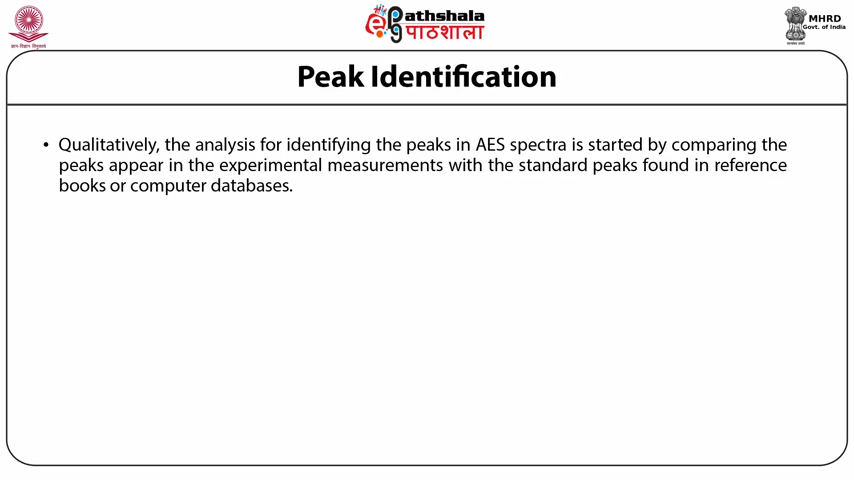 ePathshala
पाठशाला
MHRD
Govt. of India
ज्ञान-विज्ञान विमुक्तये
Peak Identification
• Qualitatively, the analysis for identifying the peaks in AES spectra is started by comparing the
peaks appear in the experimental measurements with the standard peaks found in reference
books or computer databases.